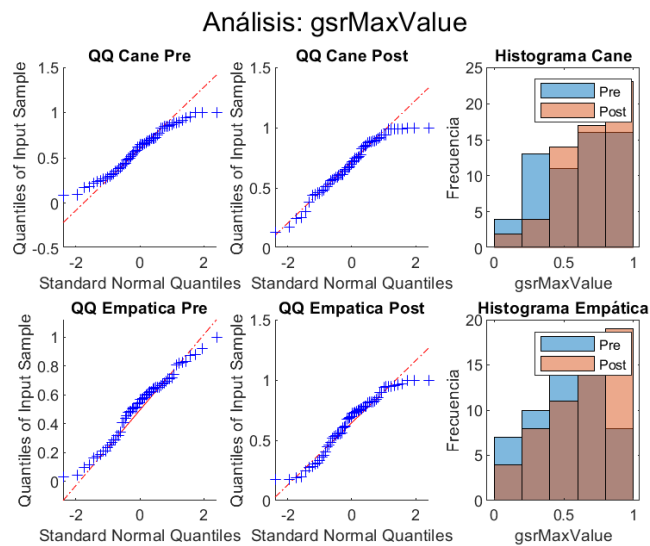 Análisis: gsrMaxValue
QQ Cane Pre
Quantiles of Input Sample
1.5
1
0.5
0
-0.5
-2 0 2
Standard Normal Quantiles
QQ Cane Post
Quantiles of Input Sample
1.5
1
0.5
0
-2 0 2
Standard Normal Quantiles
Histograma Cane
Frecuencia
25
20
15
10
5
0
Pre
Post
0 0.5 1
gsrMaxValue
QQ Empatica Pre
Quantiles of Input Sample
1
0.8
0.6
0.4
0.2
0
-2 0 2
Standard Normal Quantiles
QQ Empatica Post
Quantiles of Input Sample
1.5
1
0.5
0
-2 0 2
Standard Normal Quantiles
Histograma Empática
Frecuencia
20
15
10
5
0
Pre
Post
0 0.5 1
gsrMaxValue